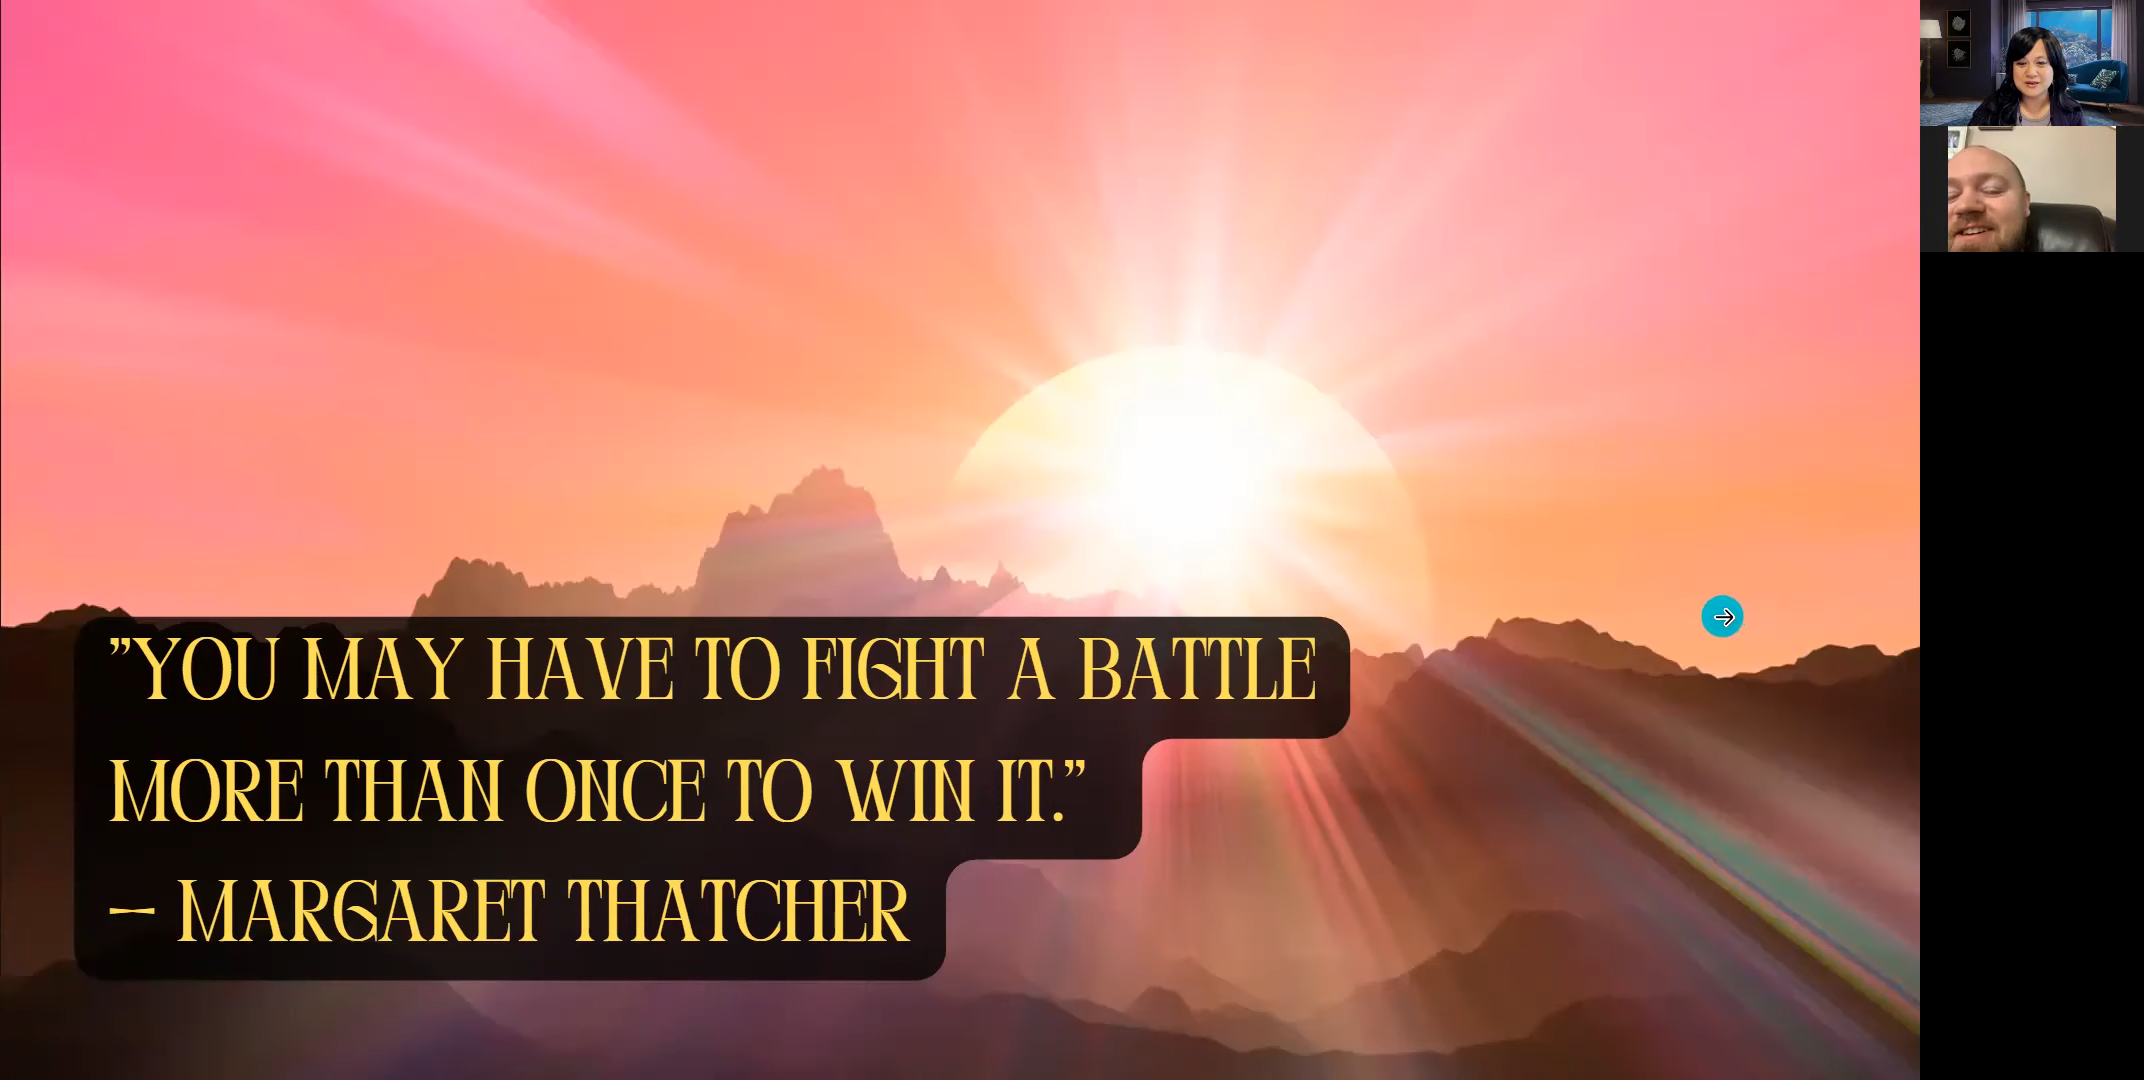 ”YOU MAY HAVE TO FIGHT A BATTLE
MORE THAN ONCE TO WIN IT.”
– MARGARET THATCHER